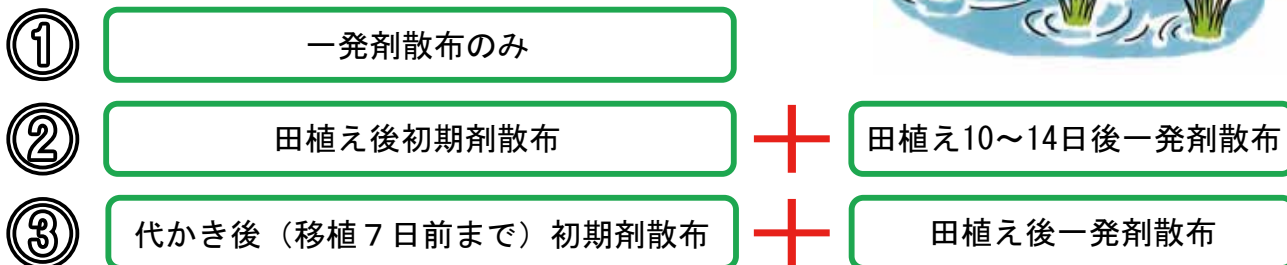 ① 一発剤散布のみ
② 田植え後初期剤散布 + 田植え10～14日後一発剤散布
③ 代かき後（移植７日前まで）初期剤散布 + 田植え後一発剤散布